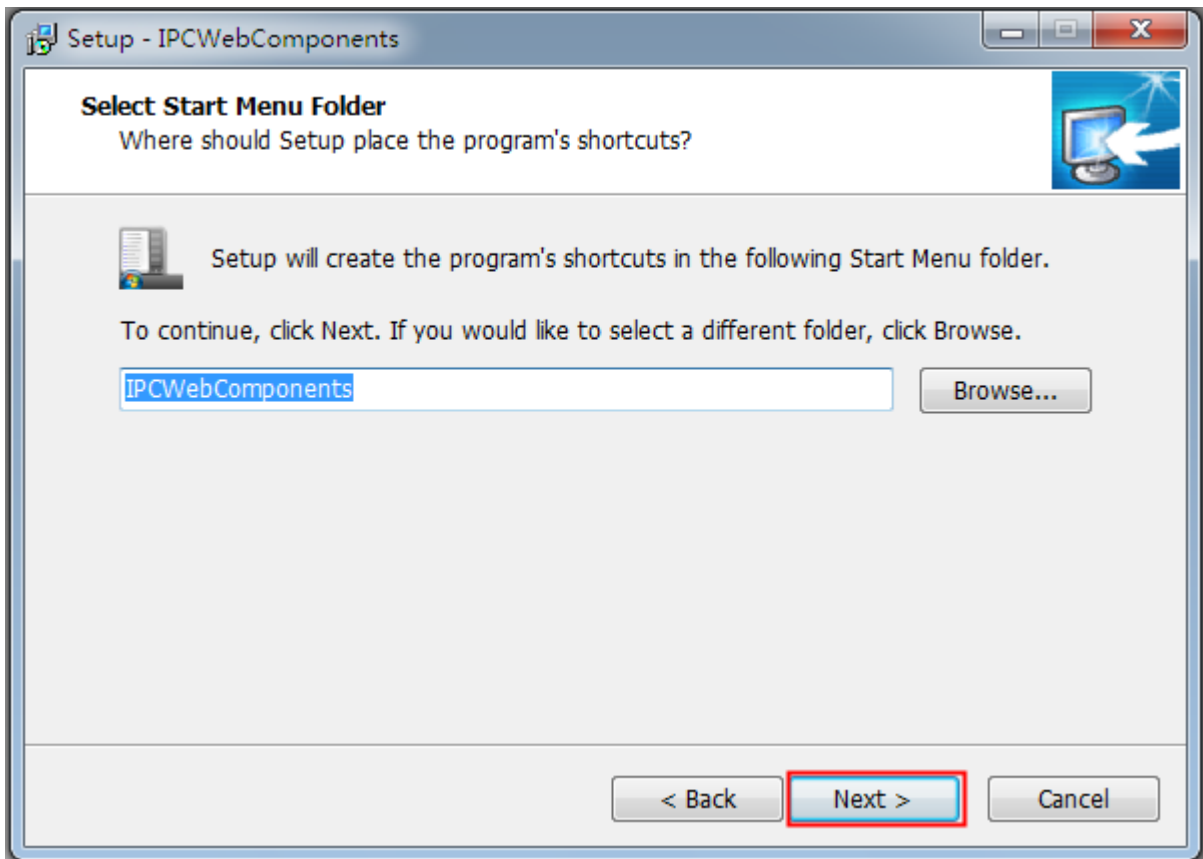 Setup - IPCWebComponents
Select Start Menu Folder
Where should Setup place the program's shortcuts?
Setup will create the program's shortcuts in the following Start Menu folder.
To continue, click Next. If you would like to select a different folder, click Browse.
IPCWebComponents
Browse...
< Back
Next >
Cancel